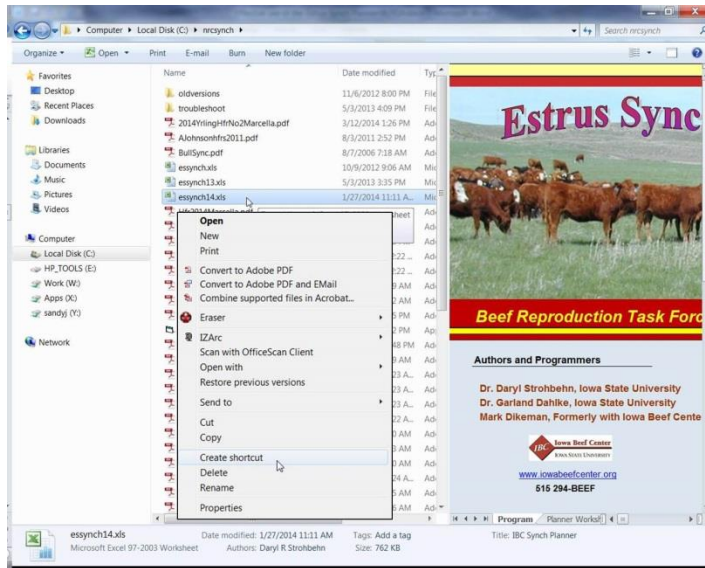 Computer ▸ Local Disk (C:) ▸ nrcsynch ▸
Search nrcsynch
Organize ▾ Open ▾ Print E-mail Burn New folder
Favorites
Desktop
Recent Places
Downloads
Libraries
Documents
Music
Pictures
Videos
Computer
Local Disk (C:)
HP_TOOLS (E:)
Work (W:)
Apps (X:)
sandyj (Y:)
Network
Name Date modified
oldversions 11/6/2012 8:00 PM File
troubleshoot 5/3/2013 4:09 PM File
2014YrlingHfrNo2Marcella.pdf 3/12/2014 1:26 PM
AJohnsonhfrs2011.pdf 8/3/2011 2:52 PM
BullSync.pdf 8/7/2006 7:18 AM
essynch.xls 10/9/2012 9:06 AM
essynch13.xls 5/3/2013 3:35 PM
essynch14.xls 1/27/2014 11:11 A...
Open
New
Print
Convert to Adobe PDF
Convert to Adobe PDF and EMail
Combine supported files in Acrobat...
Eraser
IZArc
Scan with OfficeScan Client
Open with
Restore previous versions
Send to
Cut
Copy
Create shortcut
Delete
Rename
Properties
Estrus Sync
Beef Reproduction Task Forc
Authors and Programmers
Dr. Daryl Strohbehn, Iowa State University
Dr. Garland Dahlke, Iowa State University
Mark Dikeman, Formerly with Iowa Beef Cente
IBC Iowa Beef Center
IOWA STATE UNIVERSITY
www.iowabeefcenter.org
515 294-BEEF
Program Planner Worksh
essynch14.xls Date modified: 1/27/2014 11:11 AM Tags: Add a tag Title: IBC Synch Planner
Microsoft Excel 97-2003 Worksheet Authors: Daryl R Strohbehn Size: 762 KB